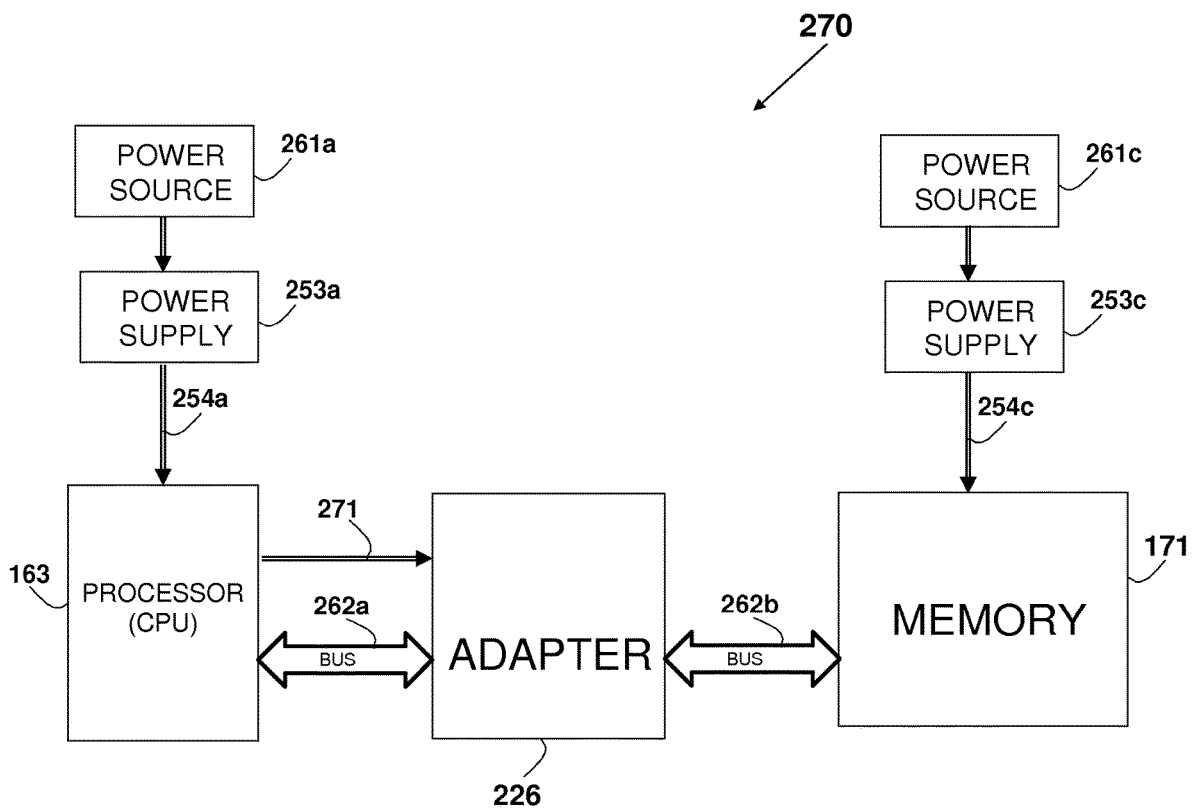 270
261a
POWER
SOURCE
261c
POWER
SOURCE
253a
POWER
SUPPLY
253c
POWER
SUPPLY
254a
254c
271
163
PROCESSOR
(CPU)
262a
BUS
ADAPTER
226
262b
BUS
MEMORY
171